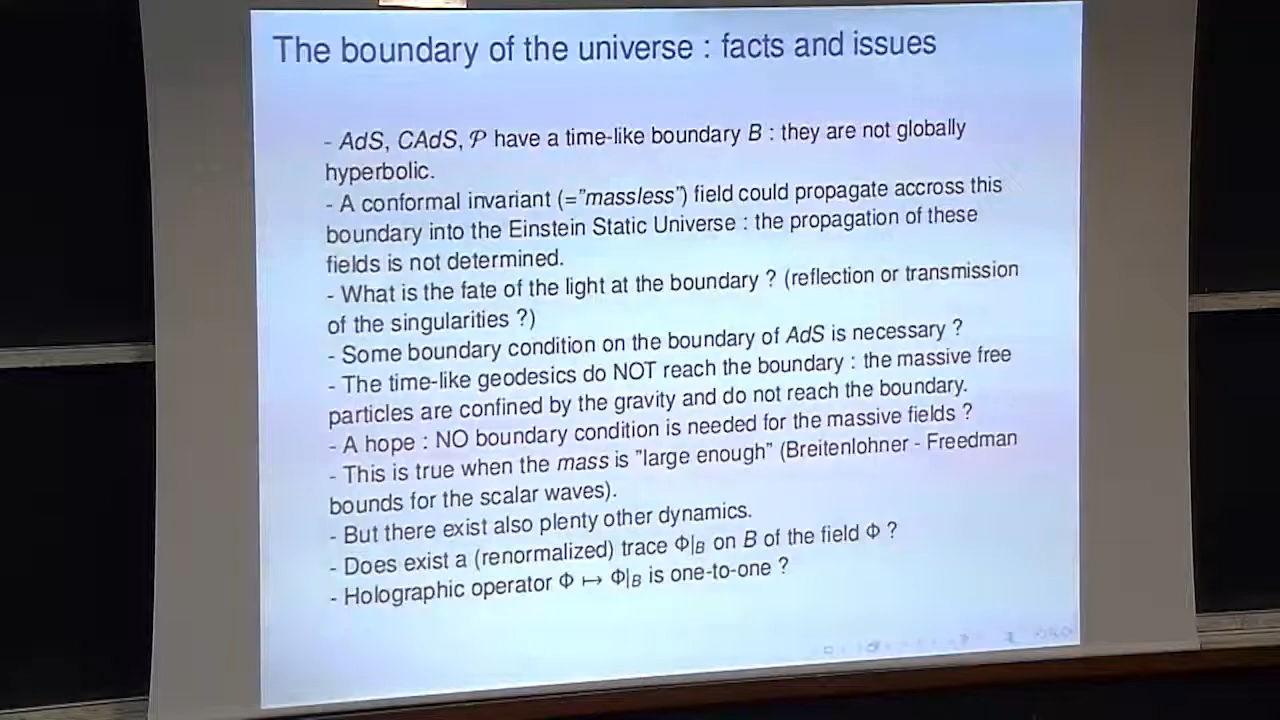 The boundary of the universe : facts and issues
- AdS, CAdS, 𝒫 have a time-like boundary B : they are not globally
hyperbolic.
- A conformal invariant (="massless") field could propagate accross this
boundary into the Einstein Static Universe : the propagation of these
fields is not determined.
- What is the fate of the light at the boundary ? (reflection or transmission
of the singularities ?)
- Some boundary condition on the boundary of AdS is necessary ?
- The time-like geodesics do NOT reach the boundary : the massive free
particles are confined by the gravity and do not reach the boundary.
- A hope : NO boundary condition is needed for the massive fields ?
- This is true when the mass is "large enough" (Breitenlohner - Freedman
bounds for the scalar waves).
- But there exist also plenty other dynamics.
- Does exist a (renormalized) trace Φ|B on B of the field Φ ?
- Holographic operator Φ ↦ Φ|B is one-to-one ?